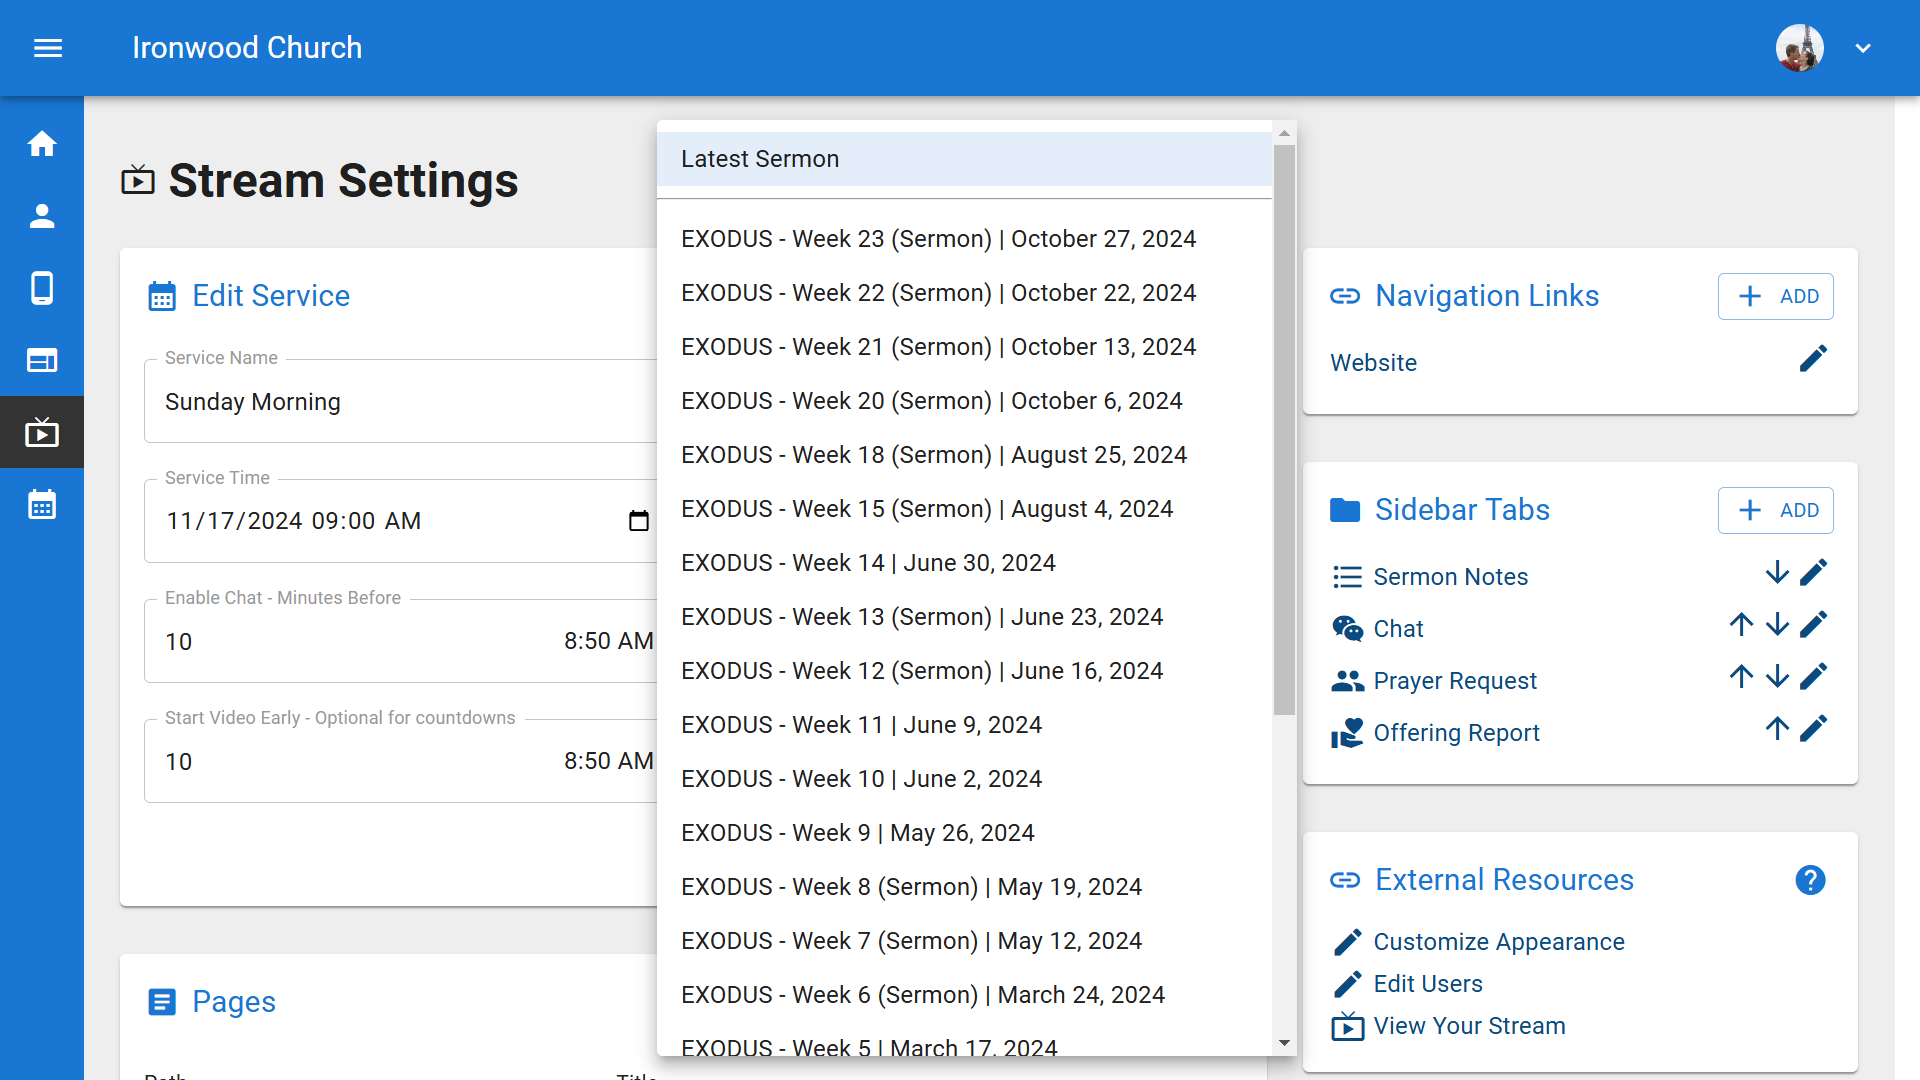 Ironwood Church
Stream Settings
Edit Service
Service Name
Sunday Morning
Service Time
11/17/2024 09:00 AM
Enable Chat - Minutes Before
10
8:50 AM
Start Video Early - Optional for countdowns
10
8:50 AM
Pages
Path
Title
Latest Sermon
EXODUS - Week 23 (Sermon) | October 27, 2024
EXODUS - Week 22 (Sermon) | October 22, 2024
EXODUS - Week 21 (Sermon) | October 13, 2024
EXODUS - Week 20 (Sermon) | October 6, 2024
EXODUS - Week 18 (Sermon) | August 25, 2024
EXODUS - Week 15 (Sermon) | August 4, 2024
EXODUS - Week 14 | June 30, 2024
EXODUS - Week 13 (Sermon) | June 23, 2024
EXODUS - Week 12 (Sermon) | June 16, 2024
EXODUS - Week 11 | June 9, 2024
EXODUS - Week 10 | June 2, 2024
EXODUS - Week 9 | May 26, 2024
EXODUS - Week 8 (Sermon) | May 19, 2024
EXODUS - Week 7 (Sermon) | May 12, 2024
EXODUS - Week 6 (Sermon) | March 24, 2024
EXODUS - Week 5 | March 17, 2024
Navigation Links
ADD
Website
Sidebar Tabs
ADD
Sermon Notes
Chat
Prayer Request
Offering Report
External Resources
Customize Appearance
Edit Users
View Your Stream